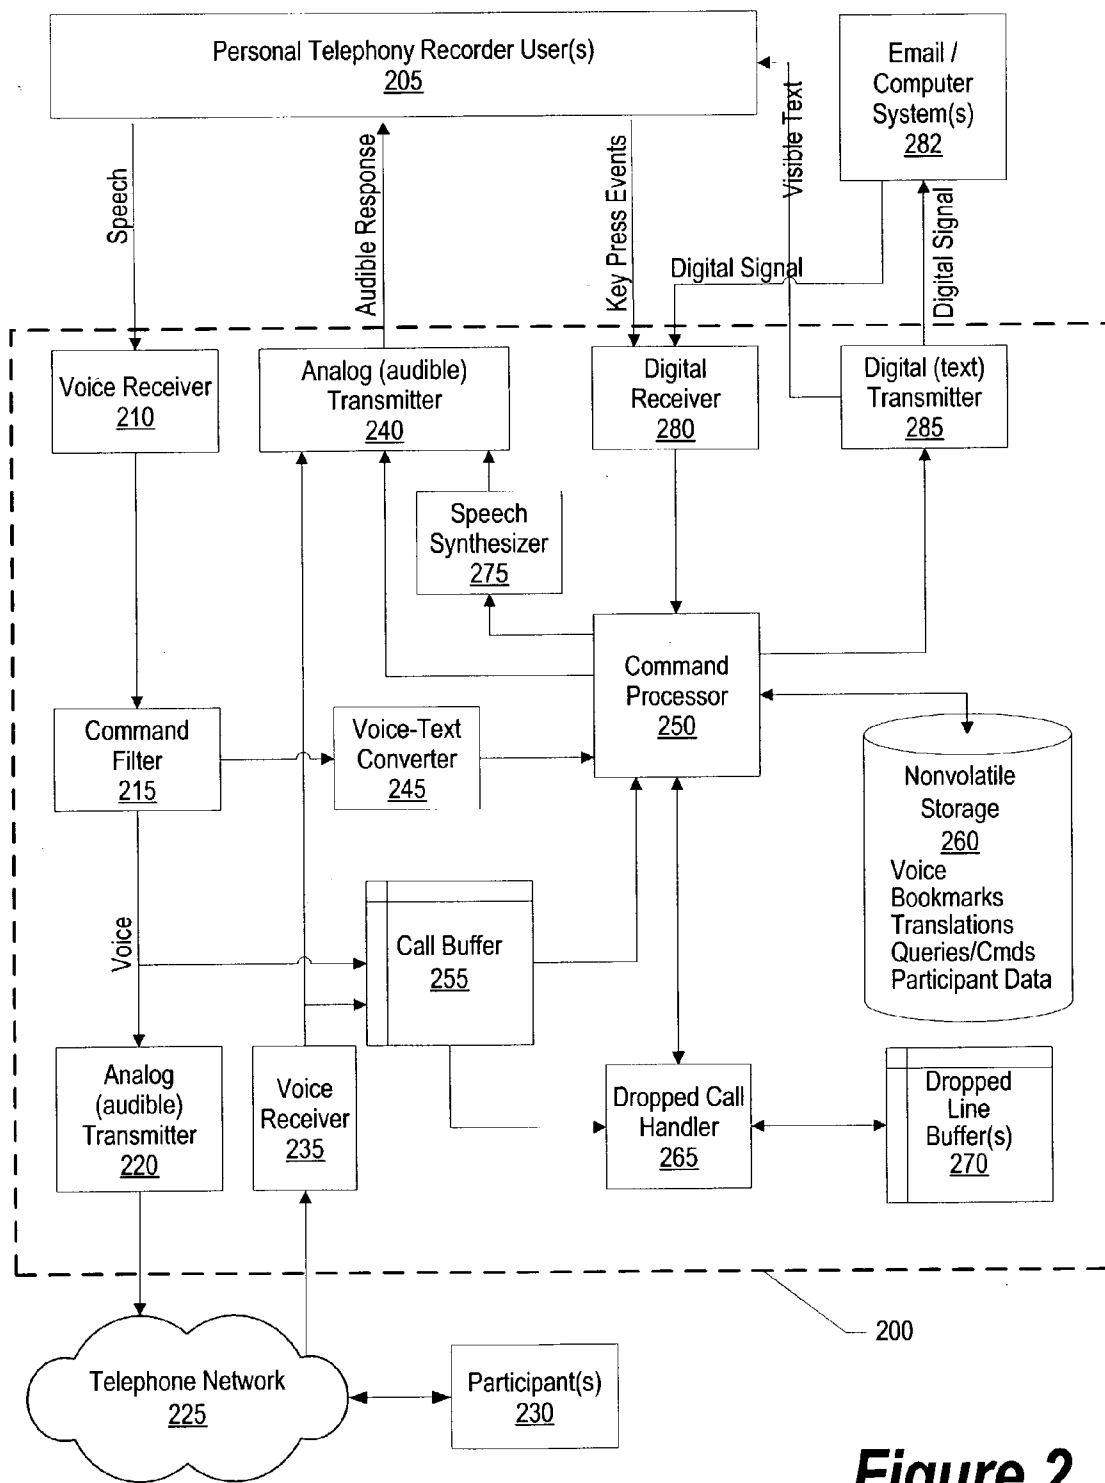 Personal Telephony Recorder User(s)
205
Email /
Computer
System(s)
282
Speech
Audible Response
Key Press Events
Visible Text
Digital Signal
Digital Signal
Voice Receiver
210
Analog (audible)
Transmitter
240
Digital
Receiver
280
Digital (text)
Transmitter
285
Speech
Synthesizer
275
Command
Processor
250
Command
Filter
215
Voice-Text
Converter
245
Nonvolatile
Storage
260
Voice
Bookmarks
Translations
Queries/Cmds
Participant Data
Voice
Call Buffer
255
Analog
(audible)
Transmitter
220
Voice
Receiver
235
Dropped Call
Handler
265
Dropped
Line
Buffer(s)
270
200
Telephone Network
225
Participant(s)
230
Figure 2